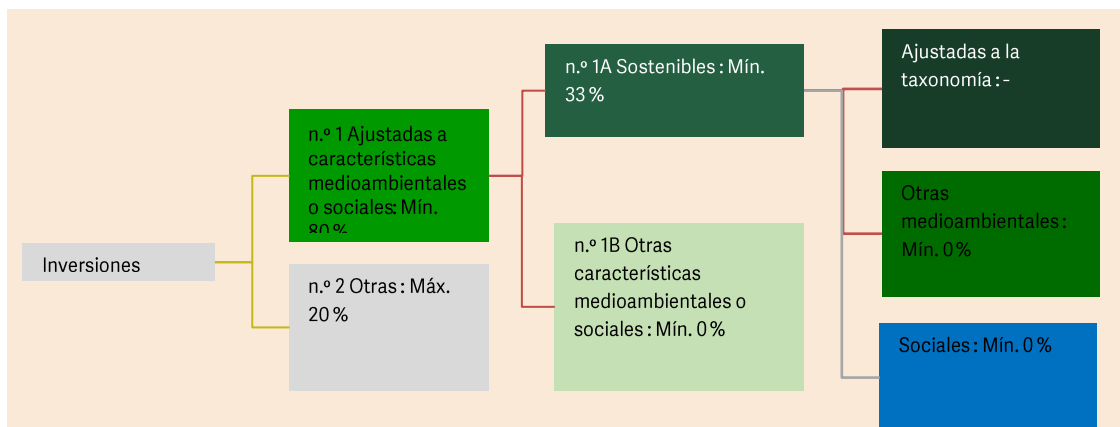 Inversiones
n.º 1 Ajustadas a
características
medioambientales
o sociales: Mín.
80 %
n.º 2 Otras : Máx.
20 %
n.º 1A Sostenibles : Mín.
33 %
n.º 1B Otras
características
medioambientales o
sociales : Mín. 0 %
Ajustadas a la
taxonomía : -
Otras
medioambientales :
Mín. 0 %
Sociales : Mín. 0 %